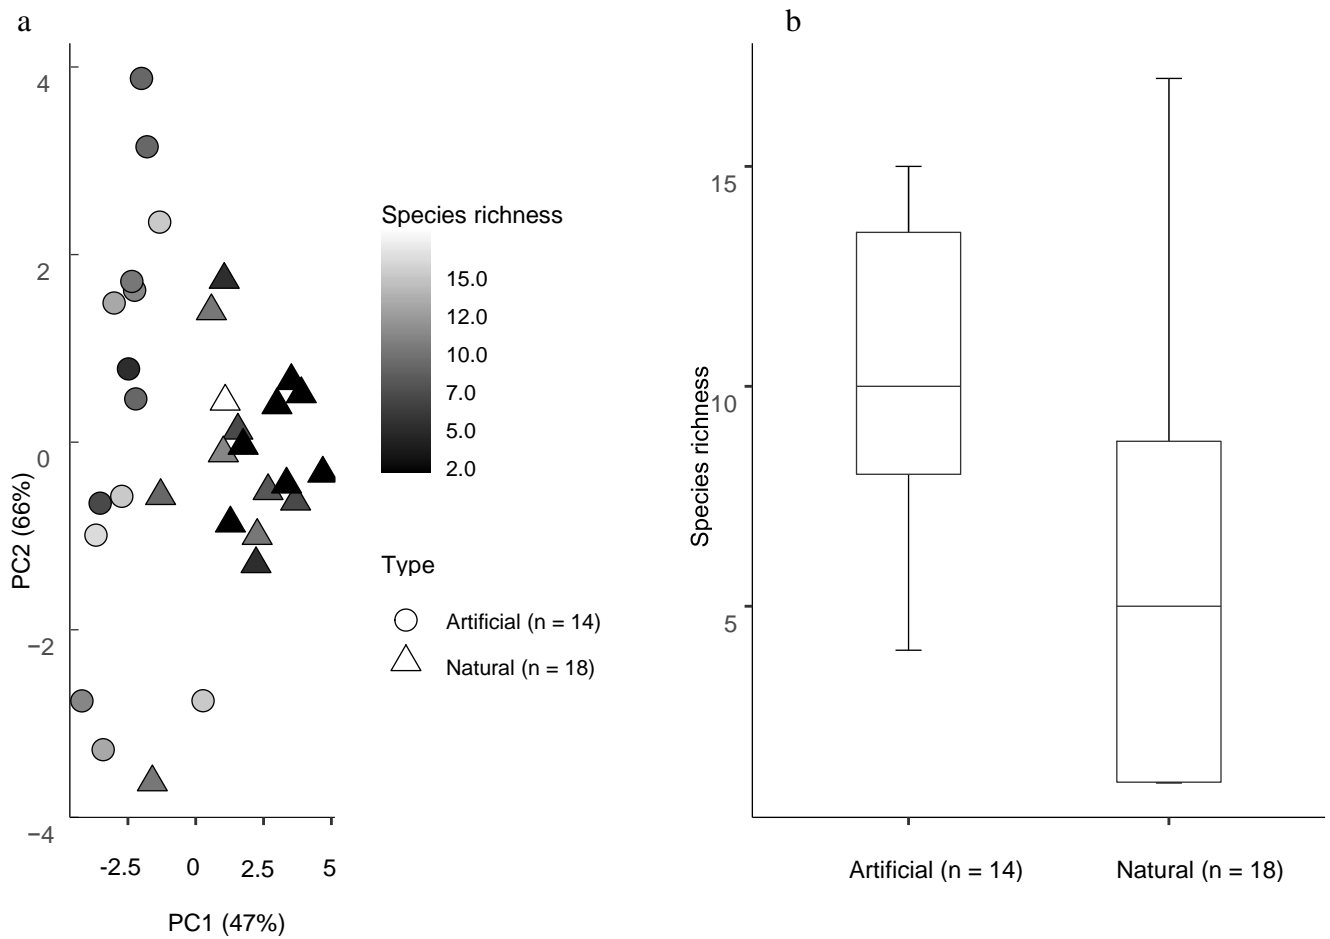 a
4
2
0
−2
−4
PC2 (66%)
-2.5 0 2.5 5
PC1 (47%)
Species richness
15.0
12.0
10.0
7.0
5.0
2.0
Type
Artificial (n = 14)
Natural (n = 18)
b
15
10
5
Species richness
Artificial (n = 14) Natural (n = 18)